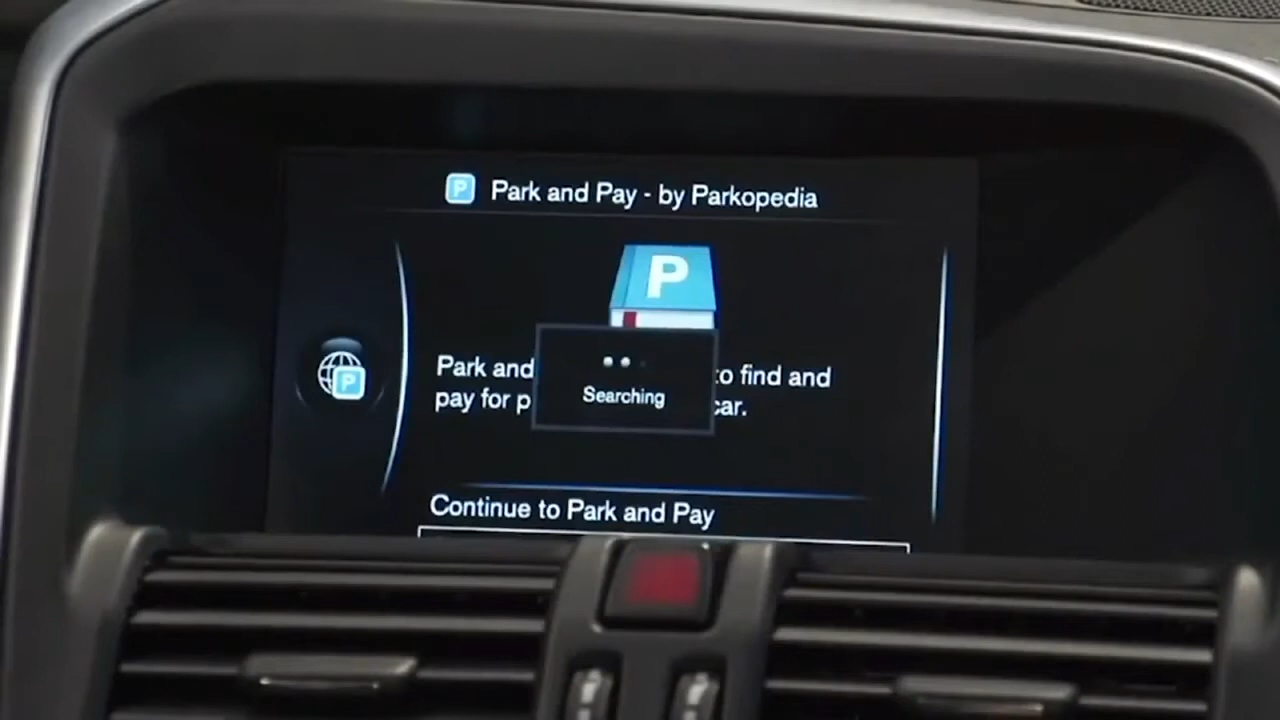 P Park and Pay - by Parkopedia
P
Park and to find and
pay for p car.
Searching
P
Continue to Park and Pay